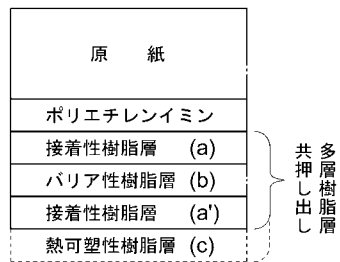 原 紙
ポリエチレンイミン
接着性樹脂層 (a)
バリア性樹脂層 (b)
接着性樹脂層 (a')
熱可塑性樹脂層 (c)
多層樹脂層
共押し出し